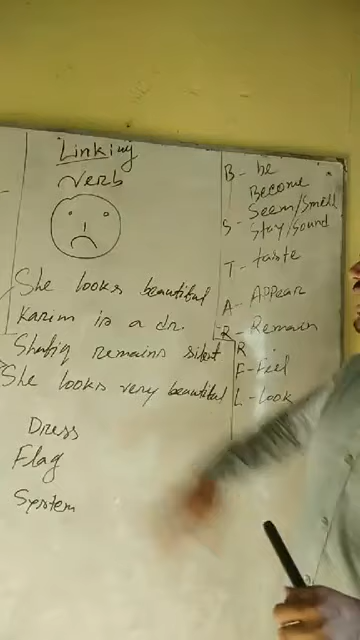 Linking
verb
She looks beautiful
Karim is a dr.
Shafiq remains silent
She looks very beautiful
Dress
Flag
System
B - be
Become
S - Seem/Smell
Stay/Sound
T - taste
A - Appear
R - Remain
R
F - feel
L - Look